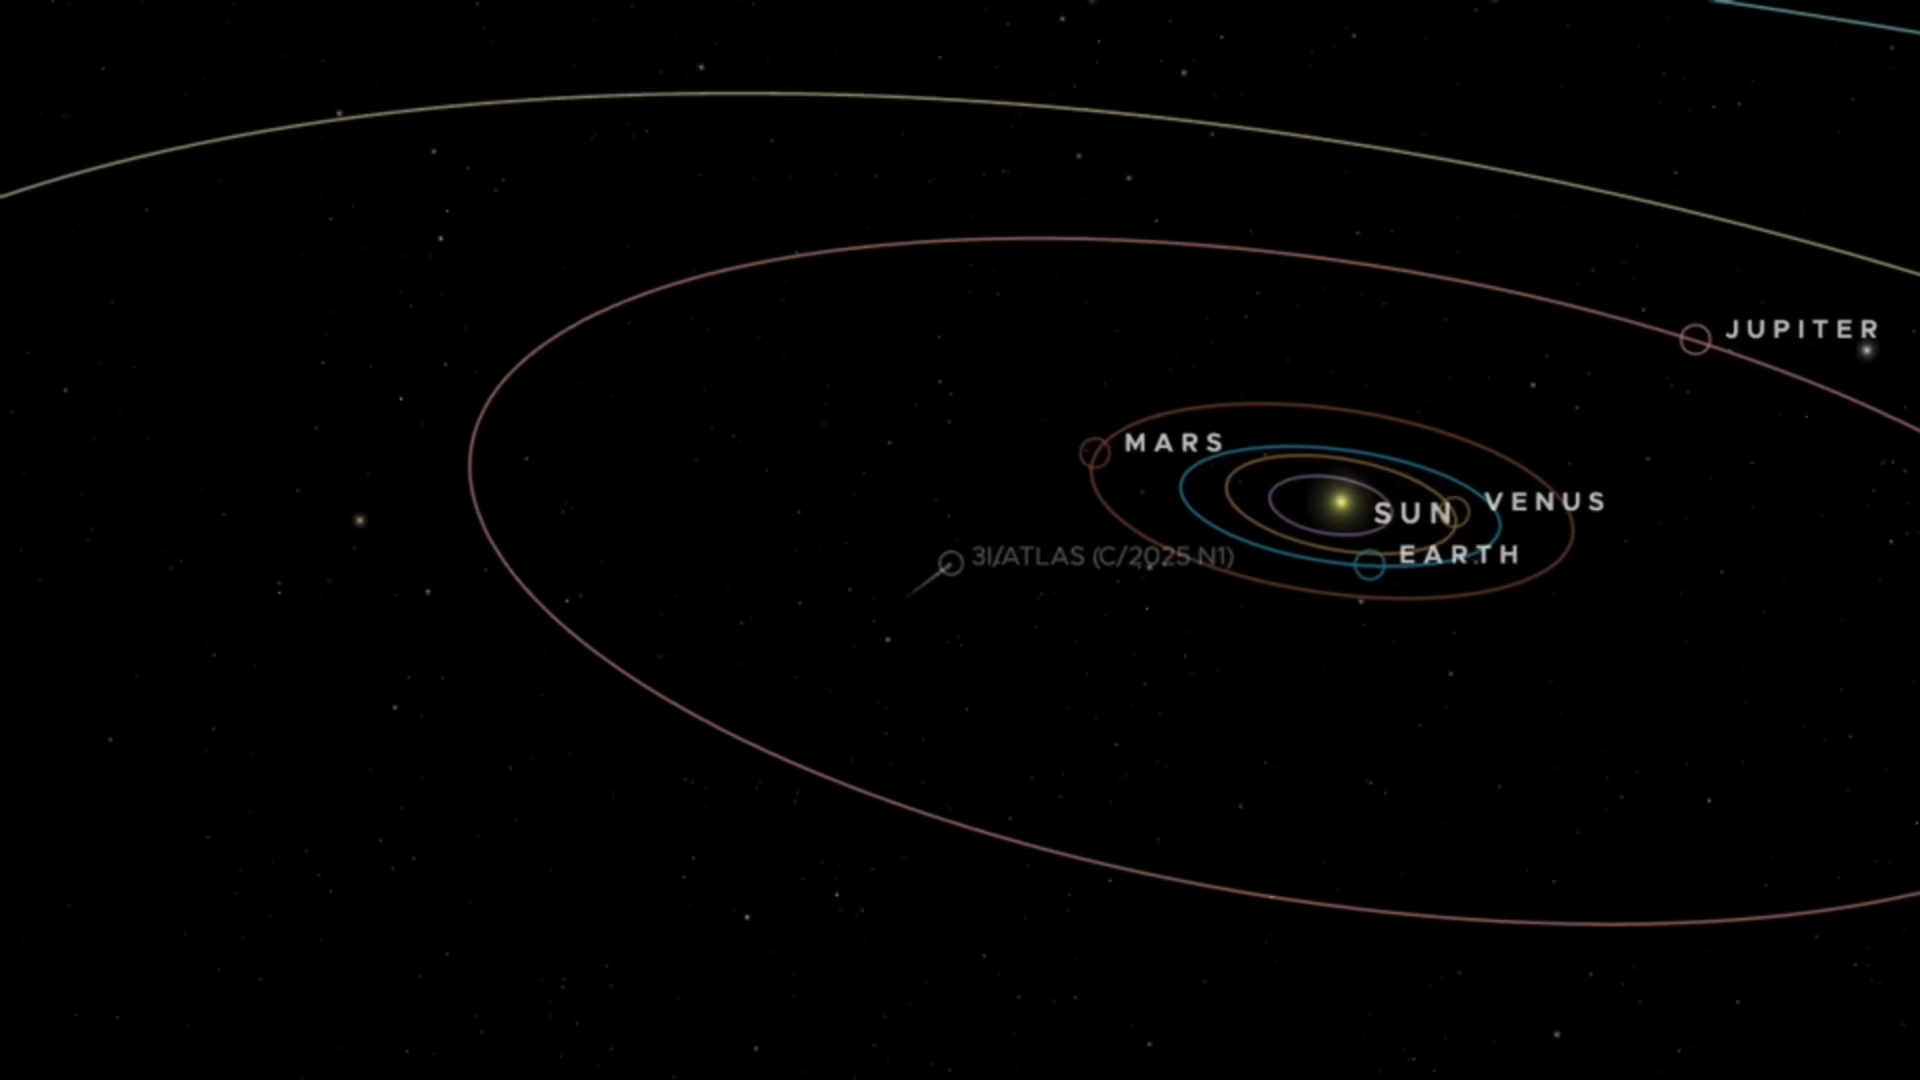 JUPITER
MARS
VENUS
SUN
EARTH
3I/ATLAS (C/2025 N1)